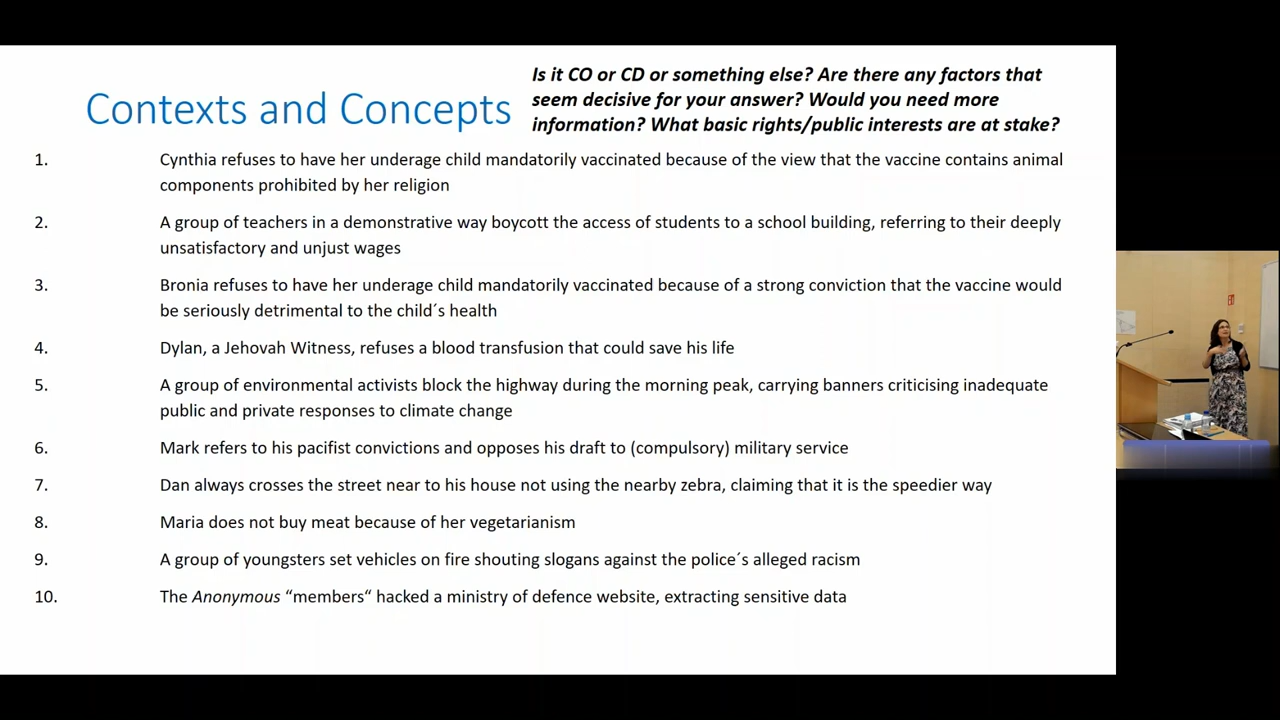 Contexts and Concepts
Is it CO or CD or something else? Are there any factors that
seem decisive for your answer? Would you need more
information? What basic rights/public interests are at stake?
1. Cynthia refuses to have her underage child mandatorily vaccinated because of the view that the vaccine contains animal
components prohibited by her religion
2. A group of teachers in a demonstrative way boycott the access of students to a school building, referring to their deeply
unsatisfactory and unjust wages
3. Bronia refuses to have her underage child mandatorily vaccinated because of a strong conviction that the vaccine would
be seriously detrimental to the child´s health
4. Dylan, a Jehovah Witness, refuses a blood transfusion that could save his life
5. A group of environmental activists block the highway during the morning peak, carrying banners criticising inadequate
public and private responses to climate change
6. Mark refers to his pacifist convictions and opposes his draft to (compulsory) military service
7. Dan always crosses the street near to his house not using the nearby zebra, claiming that it is the speedier way
8. Maria does not buy meat because of her vegetarianism
9. A group of youngsters set vehicles on fire shouting slogans against the police´s alleged racism
10. The Anonymous “members“ hacked a ministry of defence website, extracting sensitive data